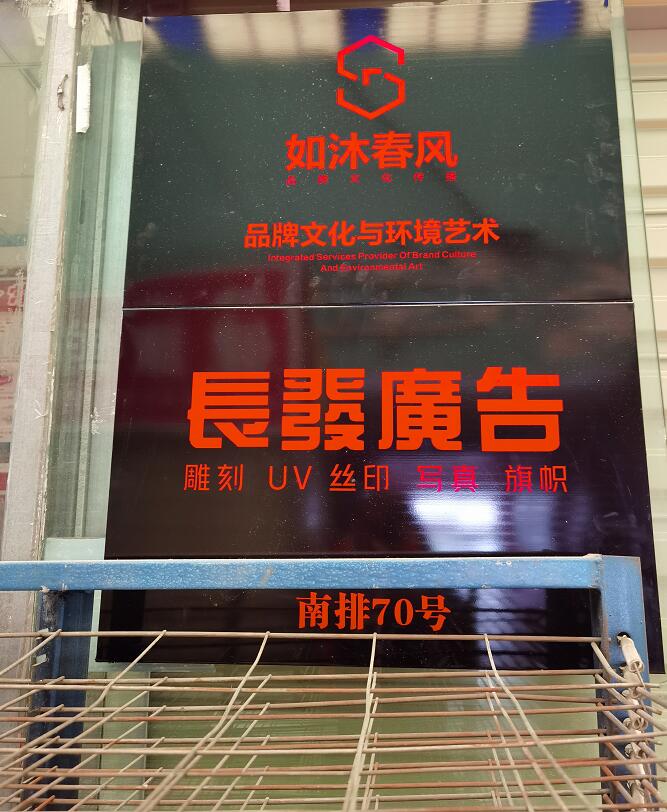 如沐春风
品牌文化传播
品牌文化与环境艺术
Integrated Services Provider Of Brand Culture
And Environmental Art
長發廣告
雕刻 UV 丝印 写真 旗帜
南排70号